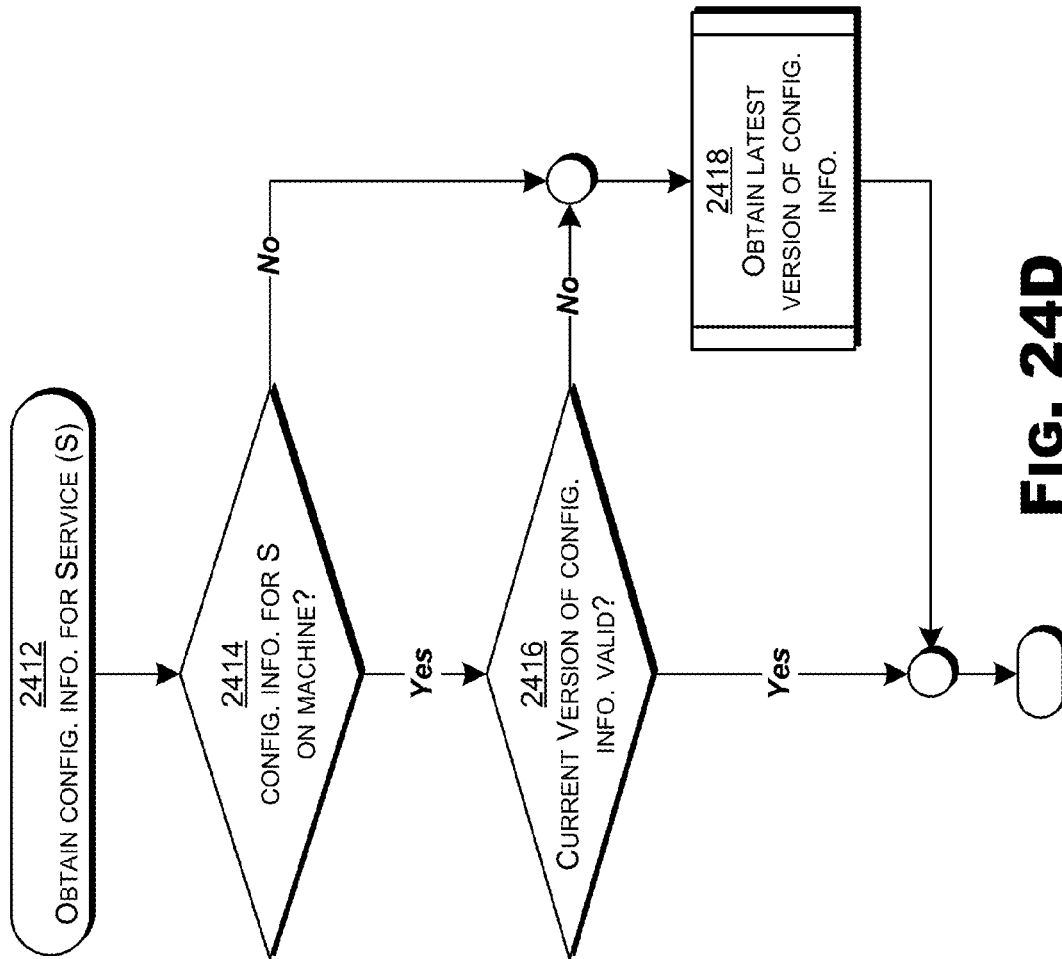 2412
OBTAIN CONFIG. INFO. FOR SERVICE (S)
2414
CONFIG. INFO. FOR S
ON MACHINE?
No
Yes
2416
CURRENT VERSION OF CONFIG.
INFO. VALID?
No
Yes
2418
OBTAIN LATEST
VERSION OF CONFIG.
INFO.
FIG. 24D